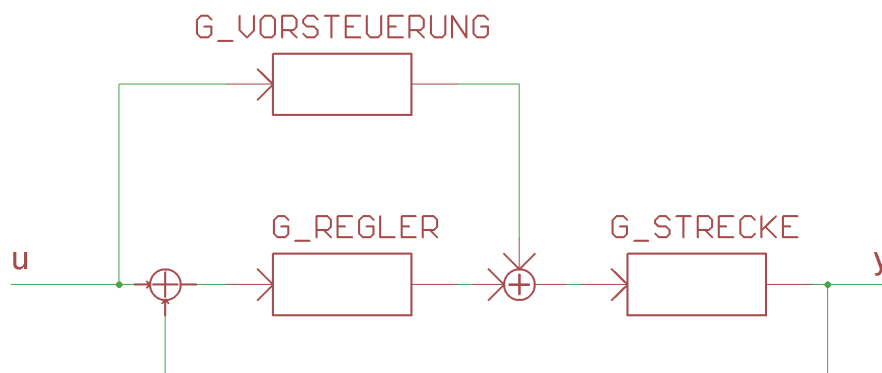 G_VORSTEUERUNG
G_REGLER
G_STRECKE
u
y